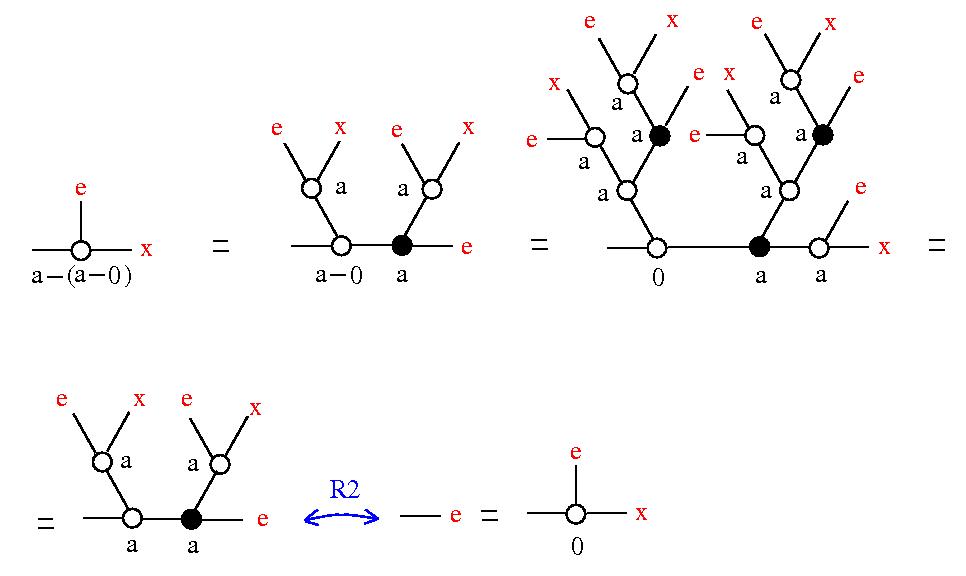 e x e x
x e x e
a a
e x e x e a e a
a a
e a a a a e
x = e = x =
a−(a−0) a−0 a 0 a a
e x e x
e
a a
R2
= e e = x
a a 0